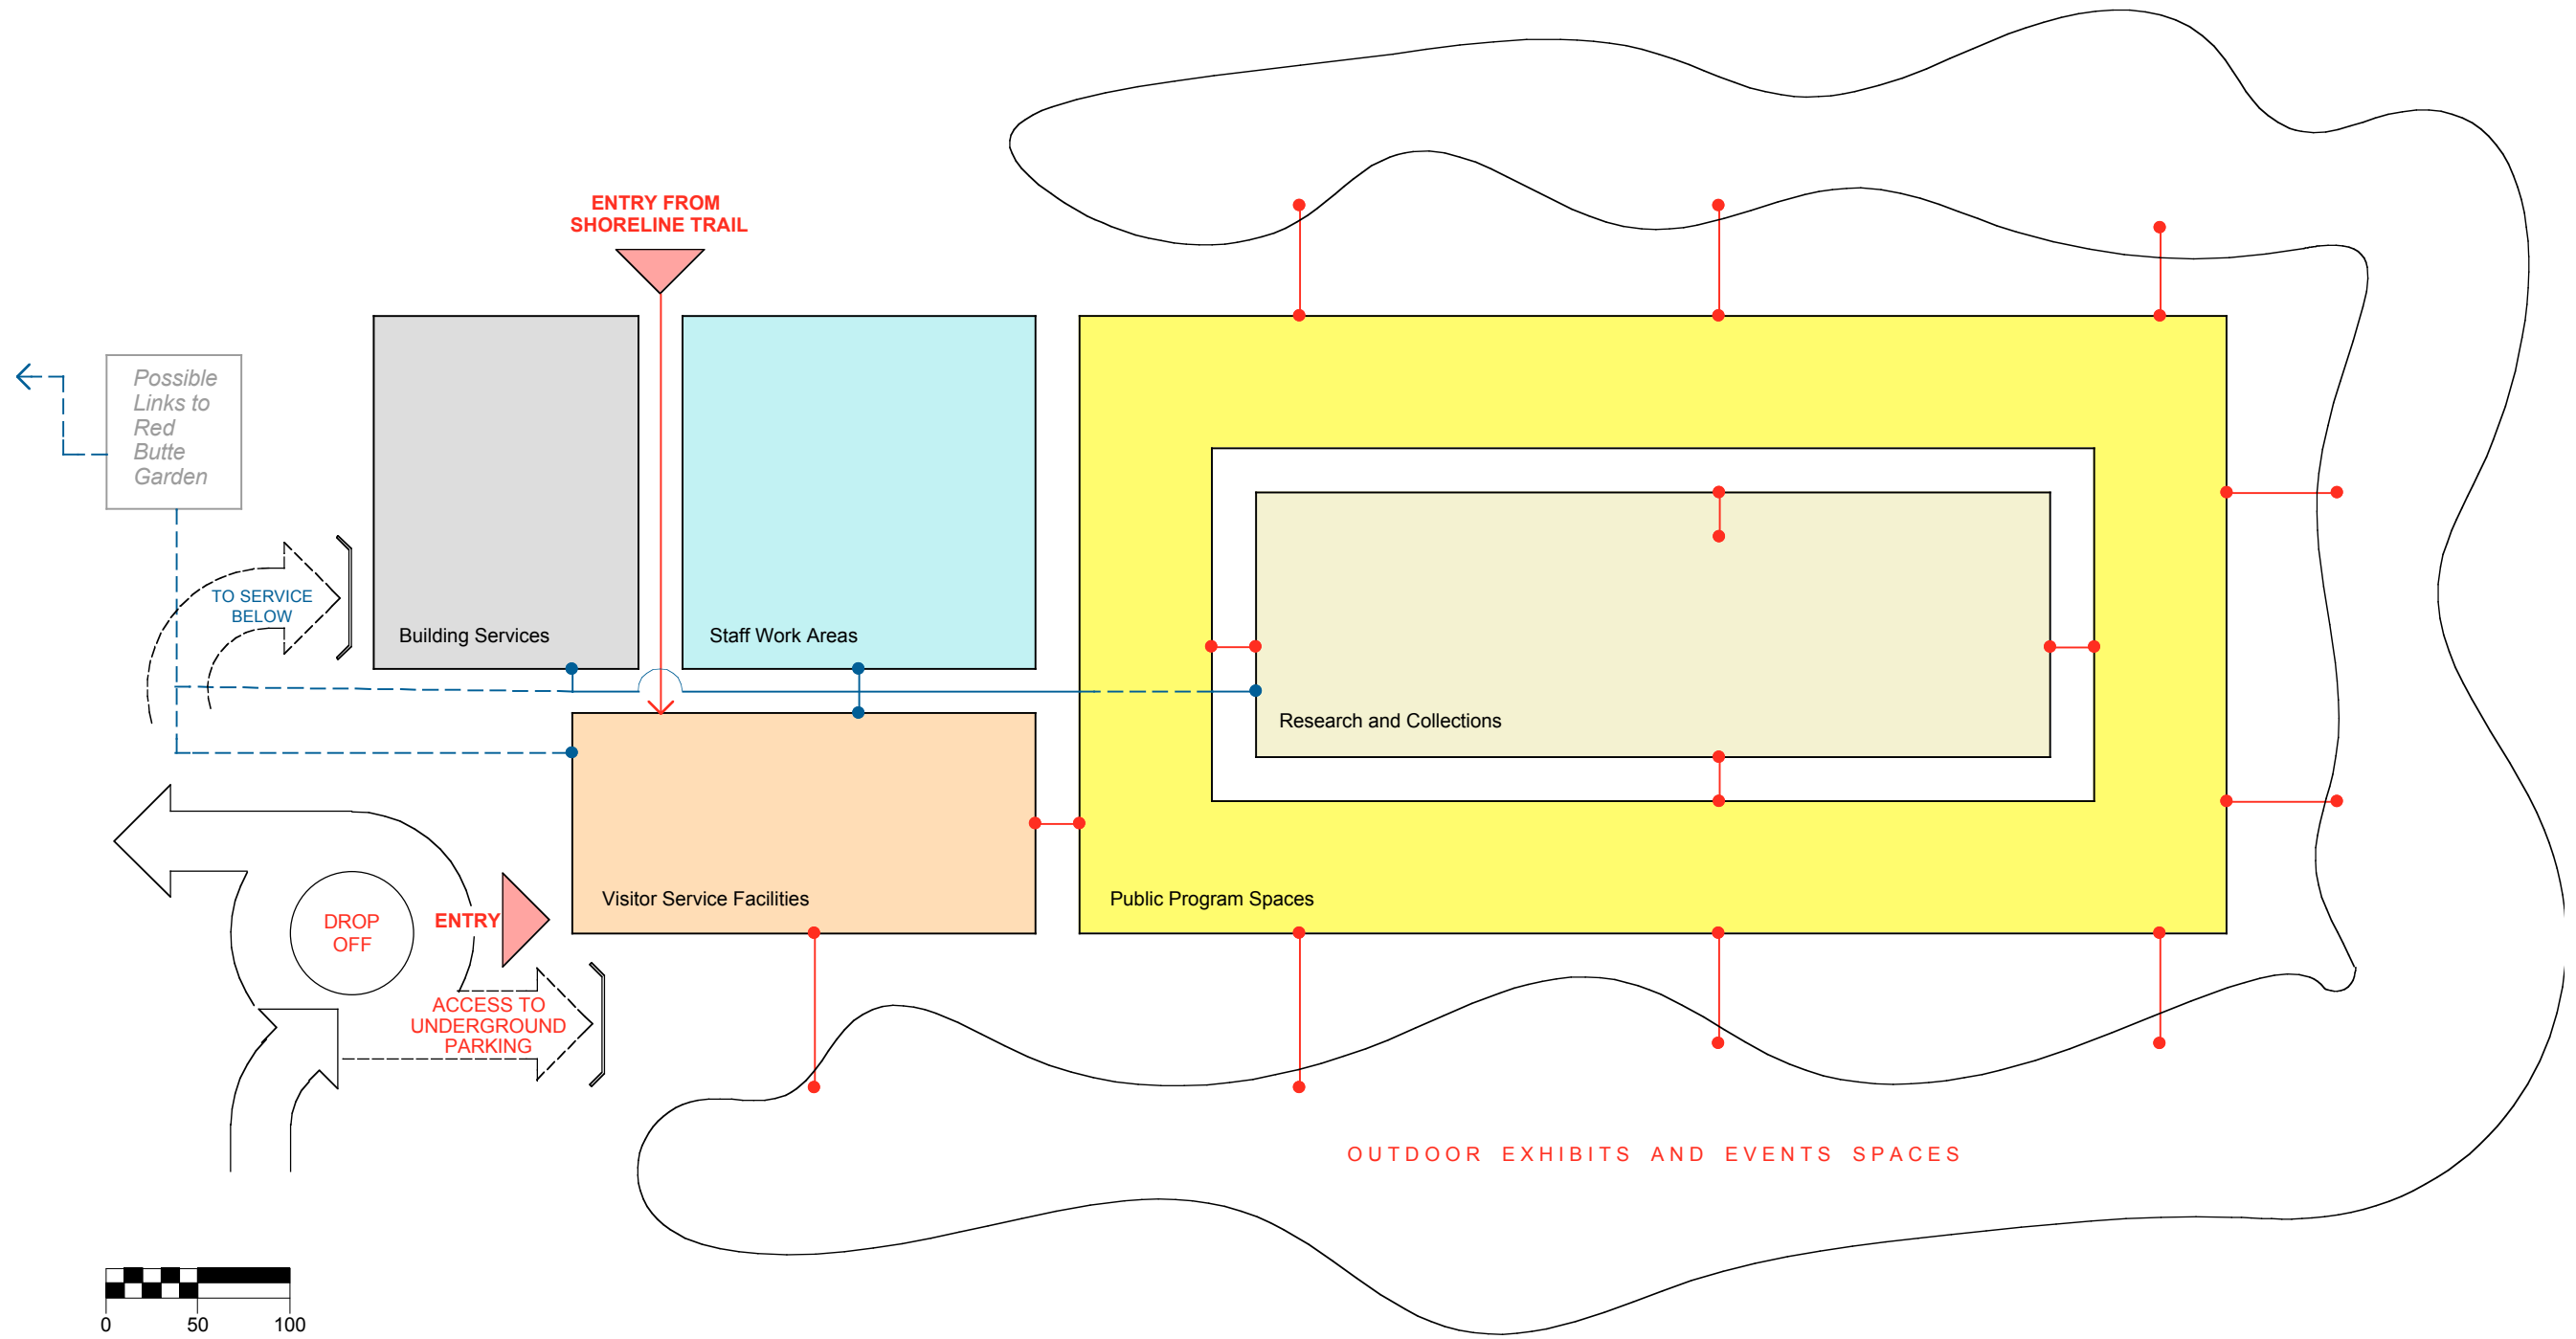 ENTRY FROM
SHORELINE TRAIL
Possible
Links to
Red
Butte
Garden
TO SERVICE
BELOW
Building Services
Staff Work Areas
Research and Collections
Visitor Service Facilities
Public Program Spaces
DROP
OFF
ENTRY
ACCESS TO
UNDERGROUND
PARKING
OUTDOOR EXHIBITS AND EVENTS SPACES
0 50 100